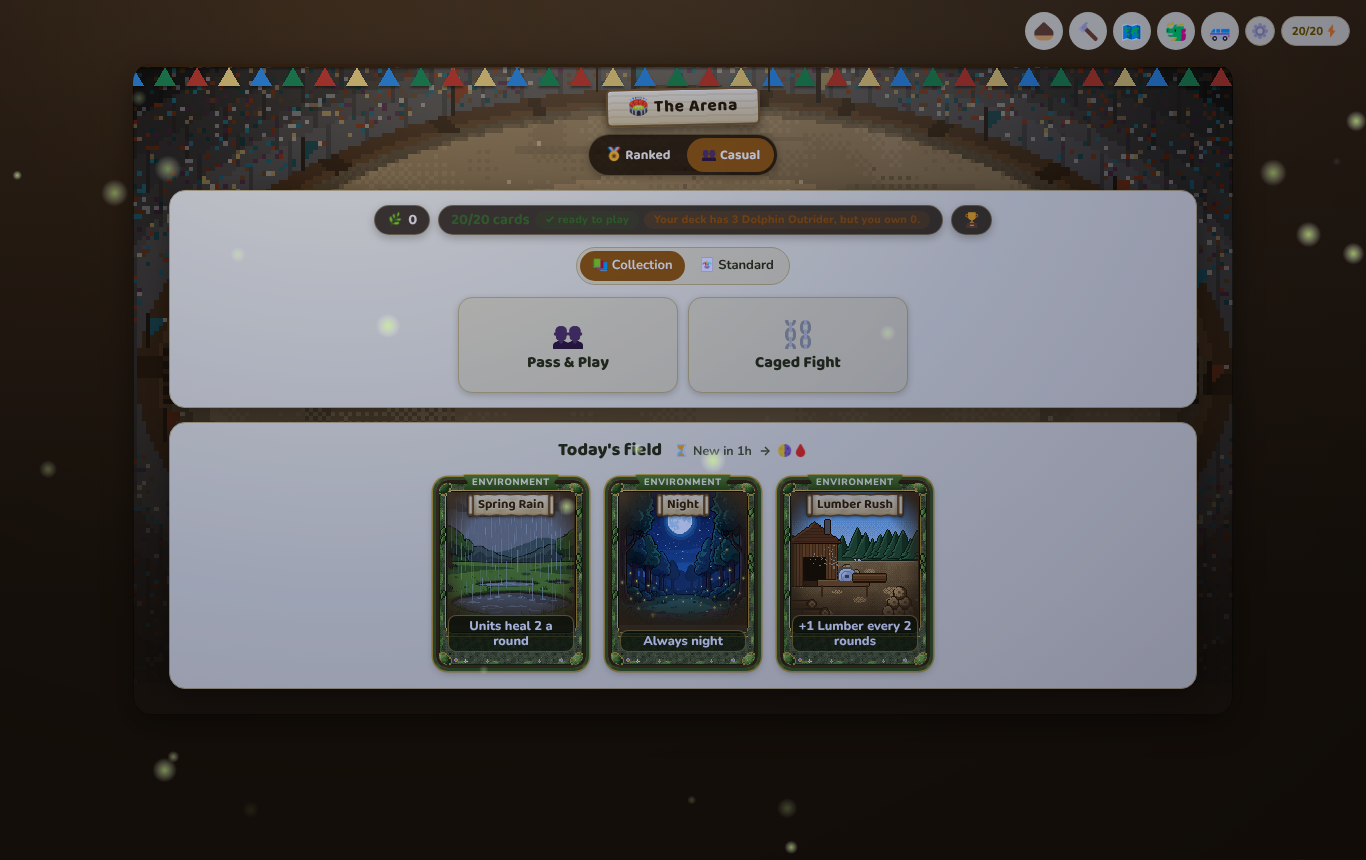 20/20
The Arena
Ranked
Casual
0
20/20 cards
✓ ready to play
Your deck has 3 Dolphin Outrider, but you own 0.
Collection
Standard
Pass & Play
Caged Fight
Today's field
New in 1h →
ENVIRONMENT
Spring Rain
Units heal 2 a
round
ENVIRONMENT
Night
Always night
ENVIRONMENT
Lumber Rush
+1 Lumber every 2
rounds